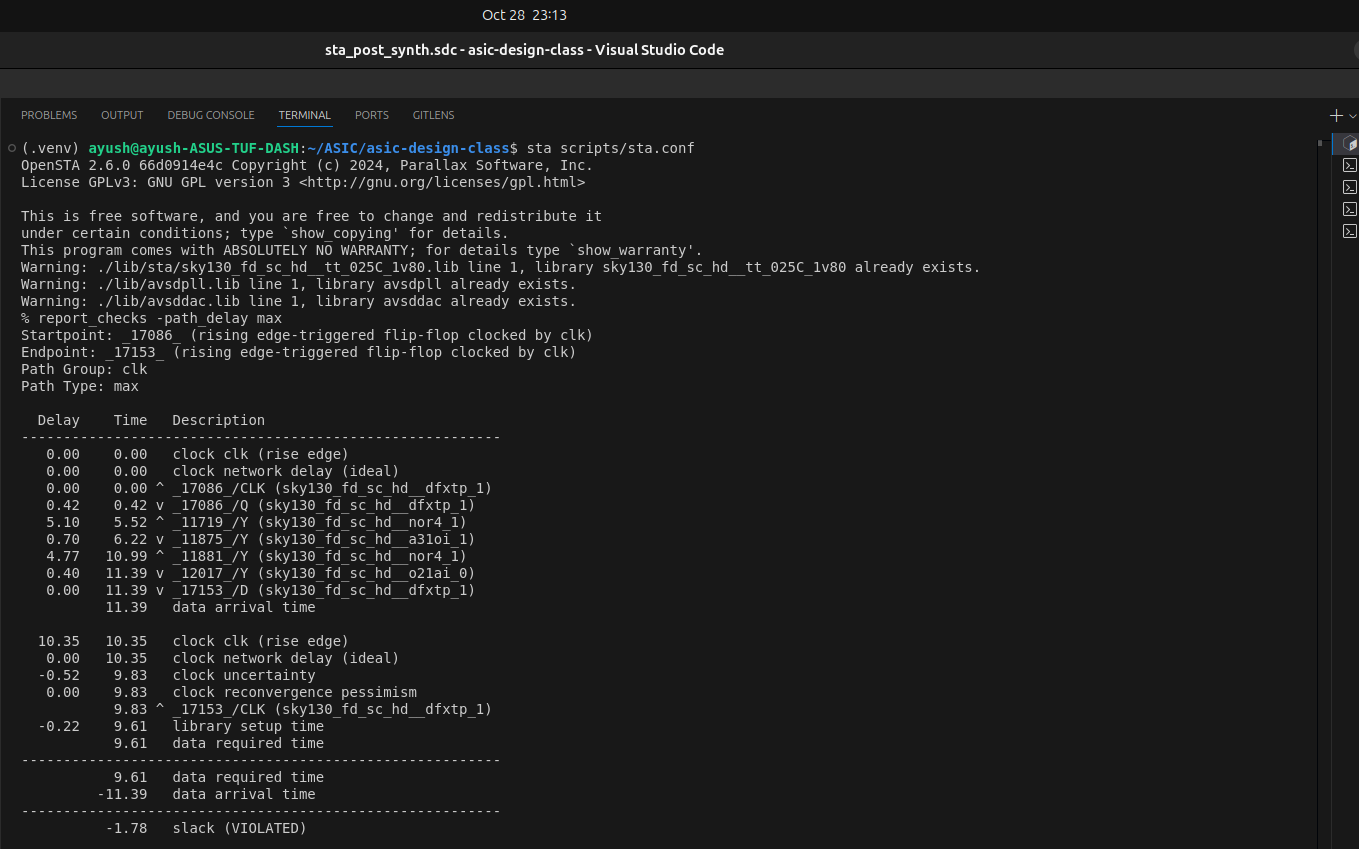 Oct 28  23:13
sta_post_synth.sdc - asic-design-class - Visual Studio Code
PROBLEMS OUTPUT DEBUG CONSOLE TERMINAL PORTS GITLENS
(.venv) ayush@ayush-ASUS-TUF-DASH:~/ASIC/asic-design-class$ sta scripts/sta.conf
OpenSTA 2.6.0 66d0914e4c Copyright (c) 2024, Parallax Software, Inc.
License GPLv3: GNU GPL version 3 <http://gnu.org/licenses/gpl.html>

This is free software, and you are free to change and redistribute it
under certain conditions; type `show_copying' for details.
This program comes with ABSOLUTELY NO WARRANTY; for details type `show_warranty'.
Warning: ./lib/sta/sky130_fd_sc_hd__tt_025C_1v80.lib line 1, library sky130_fd_sc_hd__tt_025C_1v80 already exists.
Warning: ./lib/avsdpll.lib line 1, library avsdpll already exists.
Warning: ./lib/avsddac.lib line 1, library avsddac already exists.
% report_checks -path_delay max
Startpoint: _17086_ (rising edge-triggered flip-flop clocked by clk)
Endpoint: _17153_ (rising edge-triggered flip-flop clocked by clk)
Path Group: clk
Path Type: max

  Delay    Time   Description
---------------------------------------------------------
   0.00    0.00   clock clk (rise edge)
   0.00    0.00   clock network delay (ideal)
   0.00    0.00 ^ _17086_/CLK (sky130_fd_sc_hd__dfxtp_1)
   0.42    0.42 v _17086_/Q (sky130_fd_sc_hd__dfxtp_1)
   5.10    5.52 ^ _11719_/Y (sky130_fd_sc_hd__nor4_1)
   0.70    6.22 v _11875_/Y (sky130_fd_sc_hd__a31oi_1)
   4.77   10.99 ^ _11881_/Y (sky130_fd_sc_hd__nor4_1)
   0.40   11.39 v _12017_/Y (sky130_fd_sc_hd__o21ai_0)
   0.00   11.39 v _17153_/D (sky130_fd_sc_hd__dfxtp_1)
          11.39   data arrival time

  10.35   10.35   clock clk (rise edge)
   0.00   10.35   clock network delay (ideal)
  -0.52    9.83   clock uncertainty
   0.00    9.83   clock reconvergence pessimism
           9.83 ^ _17153_/CLK (sky130_fd_sc_hd__dfxtp_1)
  -0.22    9.61   library setup time
           9.61   data required time
---------------------------------------------------------
           9.61   data required time
         -11.39   data arrival time
---------------------------------------------------------
          -1.78   slack (VIOLATED)